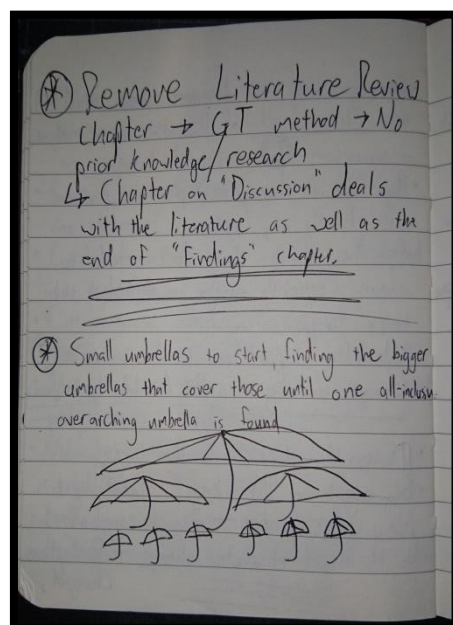 * Remove Literature Review
Chapter → GT method → No
prior knowledge/research
↳ Chapter on "Discussion" deals
with the literature as well as the
end of "Findings" chapter.
* Small umbrellas to start, finding the bigger
umbrellas that cover those until one all-inclusiv
overarching umbrella is found